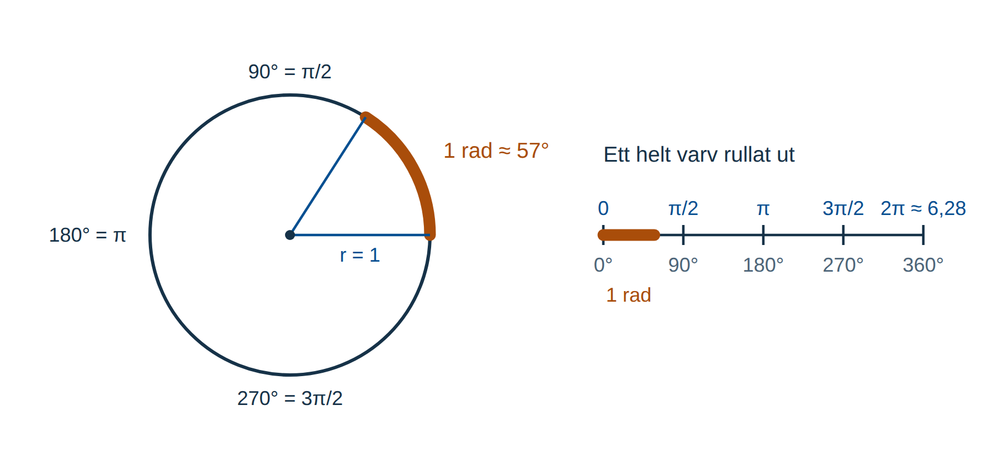 90° = π/2
1 rad ≈ 57°
180° = π
r = 1
270° = 3π/2
Ett helt varv rullat ut
0 π/2 π 3π/2 2π ≈ 6,28
0° 90° 180° 270° 360°
1 rad